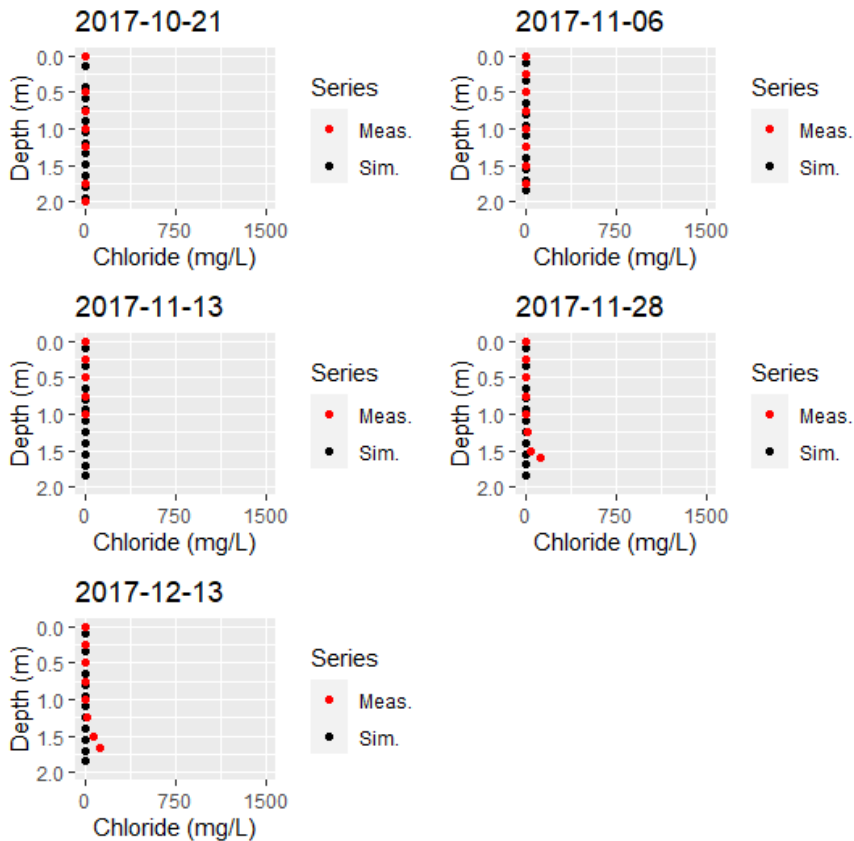 2017-10-21
Depth (m)
0.0
0.5
1.0
1.5
2.0
0 750 1500
Chloride (mg/L)
Series
Meas.
Sim.
2017-11-06
Depth (m)
0.0
0.5
1.0
1.5
2.0
0 750 1500
Chloride (mg/L)
Series
Meas.
Sim.
2017-11-13
Depth (m)
0.0
0.5
1.0
1.5
2.0
0 750 1500
Chloride (mg/L)
Series
Meas.
Sim.
2017-11-28
Depth (m)
0.0
0.5
1.0
1.5
2.0
0 750 1500
Chloride (mg/L)
Series
Meas.
Sim.
2017-12-13
Depth (m)
0.0
0.5
1.0
1.5
2.0
0 750 1500
Chloride (mg/L)
Series
Meas.
Sim.